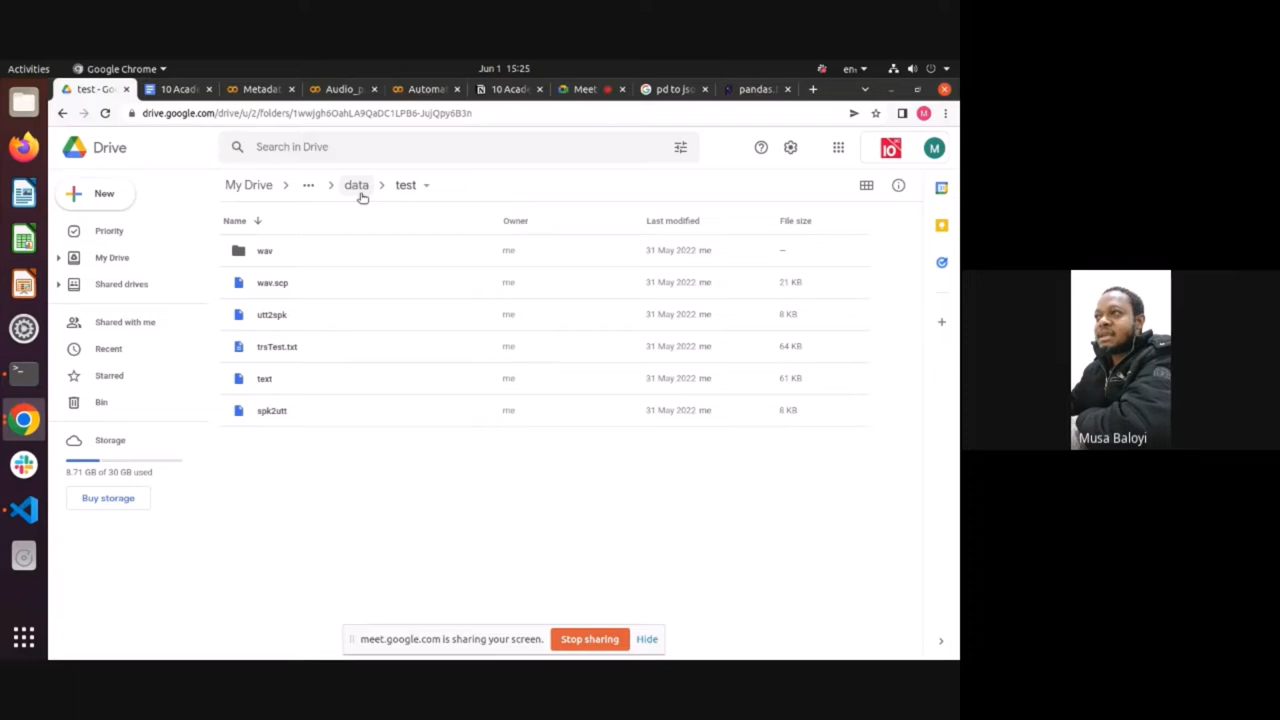 Activities Google Chrome Jun 1 15:25 en
test - Go 10 Acade Metadat Audio_p Automa 10 Acade Meet pd to jso pandas.
drive.google.com/drive/u/2/folders/1wwjgh6OahLA9QaDC1LPB6-JujQpy6B3n M
Drive Search in Drive 10 M
New My Drive ... data test
Name Owner Last modified File size
Priority
wav me 31 May 2022 me –
My Drive
wav.scp me 31 May 2022 me 21 KB
Shared drives
utt2spk me 31 May 2022 me 8 KB
Shared with me
trsTest.txt me 31 May 2022 me 64 KB
Recent
text me 31 May 2022 me 61 KB
Starred
Bin
spk2utt me 31 May 2022 me 8 KB
Storage
8.71 GB of 30 GB used
Buy storage
meet.google.com is sharing your screen. Stop sharing Hide
Musa Baloyi